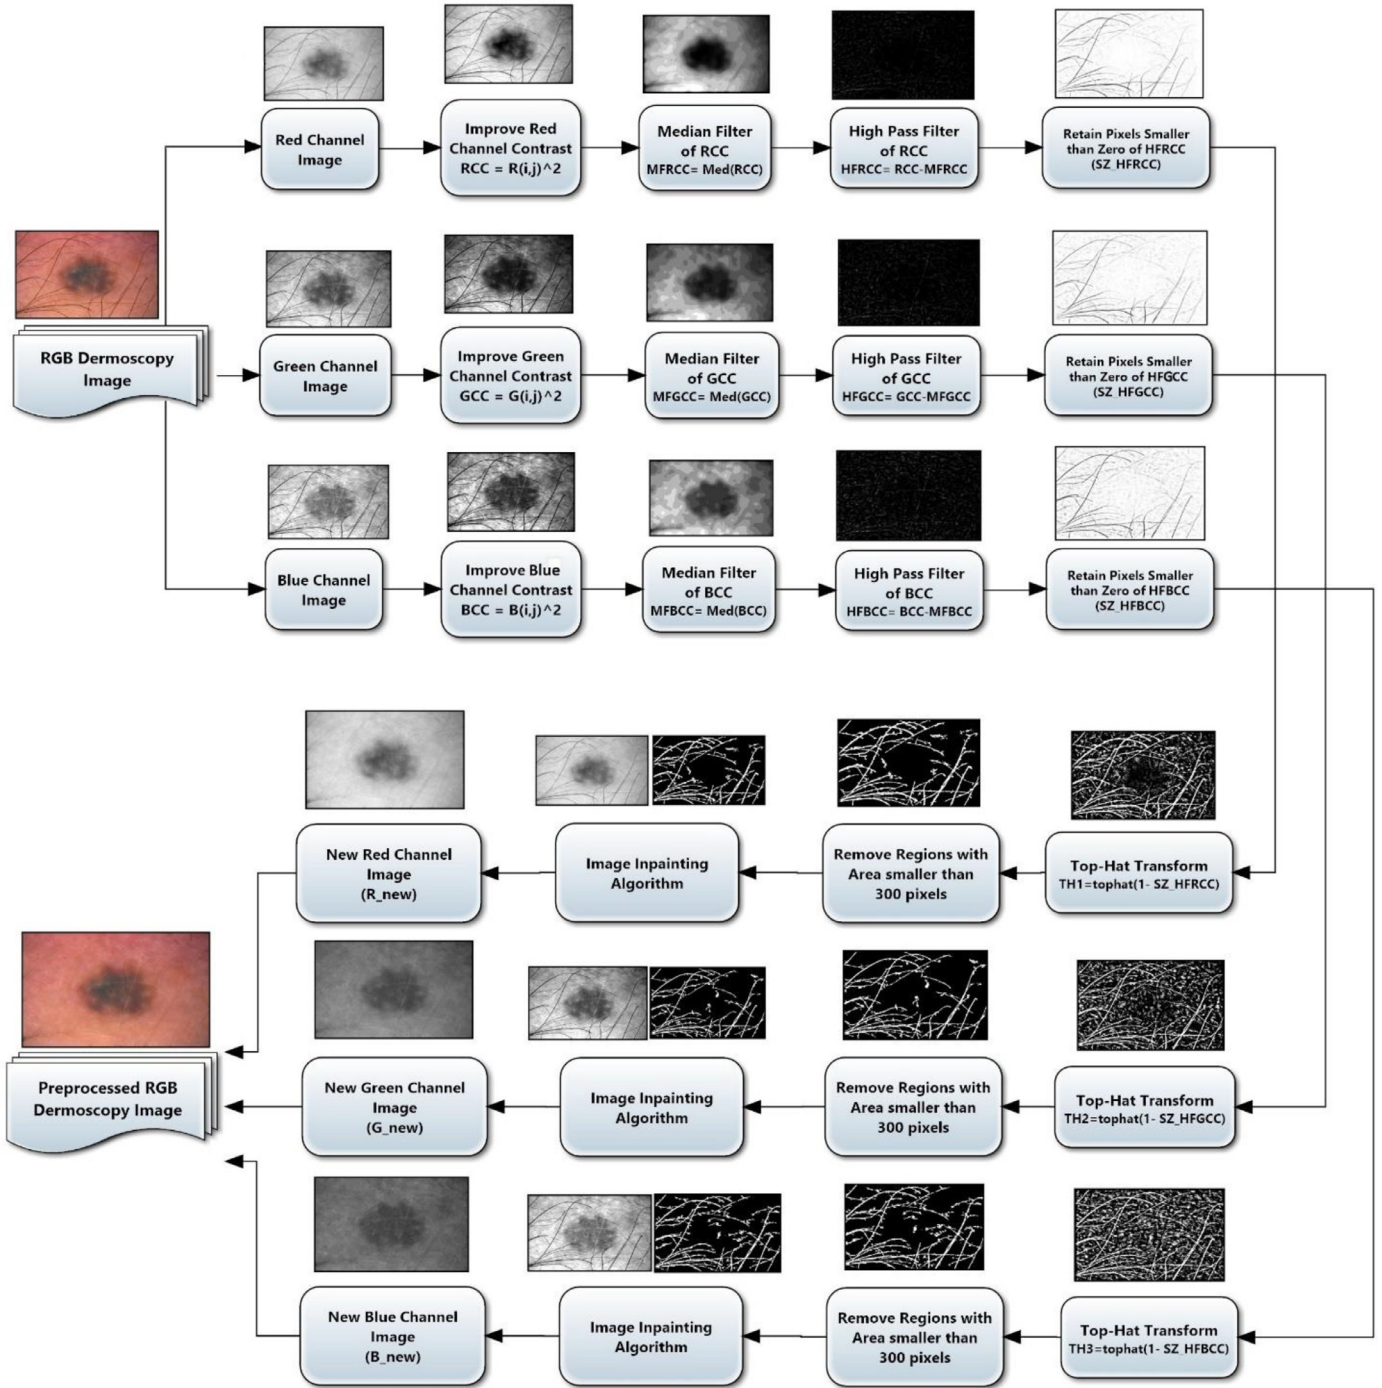 Red Channel
Image
Improve Red
Channel Contrast
RCC = R(i,j)^2
Median Filter
of RCC
MFRCC= Med(RCC)
High Pass Filter
of RCC
HFRCC= RCC-MFRCC
Retain Pixels Smaller
than Zero of HFRCC
(SZ_HFRCC)
RGB Dermoscopy
Image
Green Channel
Image
Improve Green
Channel Contrast
GCC = G(i,j)^2
Median Filter
of GCC
MFGCC= Med(GCC)
High Pass Filter
of GCC
HFGCC= GCC-MFGCC
Retain Pixels Smaller
than Zero of HFGCC
(SZ_HFGCC)
Blue Channel
Image
Improve Blue
Channel Contrast
BCC = B(i,j)^2
Median Filter
of BCC
MFBCC= Med(BCC)
High Pass Filter
of BCC
HFBCC= BCC-MFBCC
Retain Pixels Smaller
than Zero of HFBCC
(SZ_HFBCC)
New Red Channel
Image
(R_new)
Image Inpainting
Algorithm
Remove Regions with
Area smaller than
300 pixels
Top-Hat Transform
TH1=tophat(1- SZ_HFRCC)
Preprocessed RGB
Dermoscopy Image
New Green Channel
Image
(G_new)
Image Inpainting
Algorithm
Remove Regions with
Area smaller than
300 pixels
Top-Hat Transform
TH2=tophat(1- SZ_HFGCC)
New Blue Channel
Image
(B_new)
Image Inpainting
Algorithm
Remove Regions with
Area smaller than
300 pixels
Top-Hat Transform
TH3=tophat(1- SZ_HFBCC)